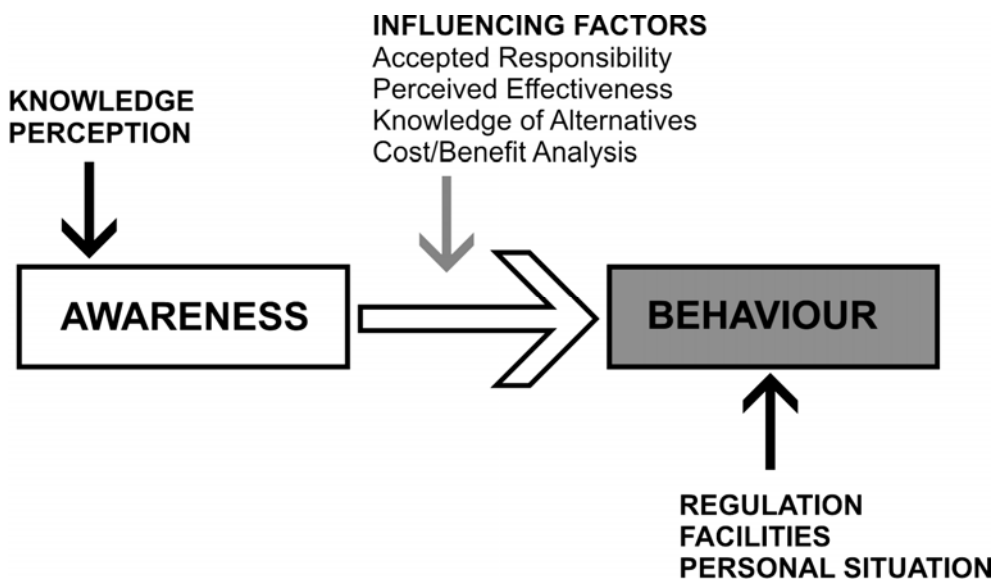 INFLUENCING FACTORS
Accepted Responsibility
Perceived Effectiveness
Knowledge of Alternatives
Cost/Benefit Analysis
KNOWLEDGE
PERCEPTION
AWARENESS
BEHAVIOUR
REGULATION
FACILITIES
PERSONAL SITUATION